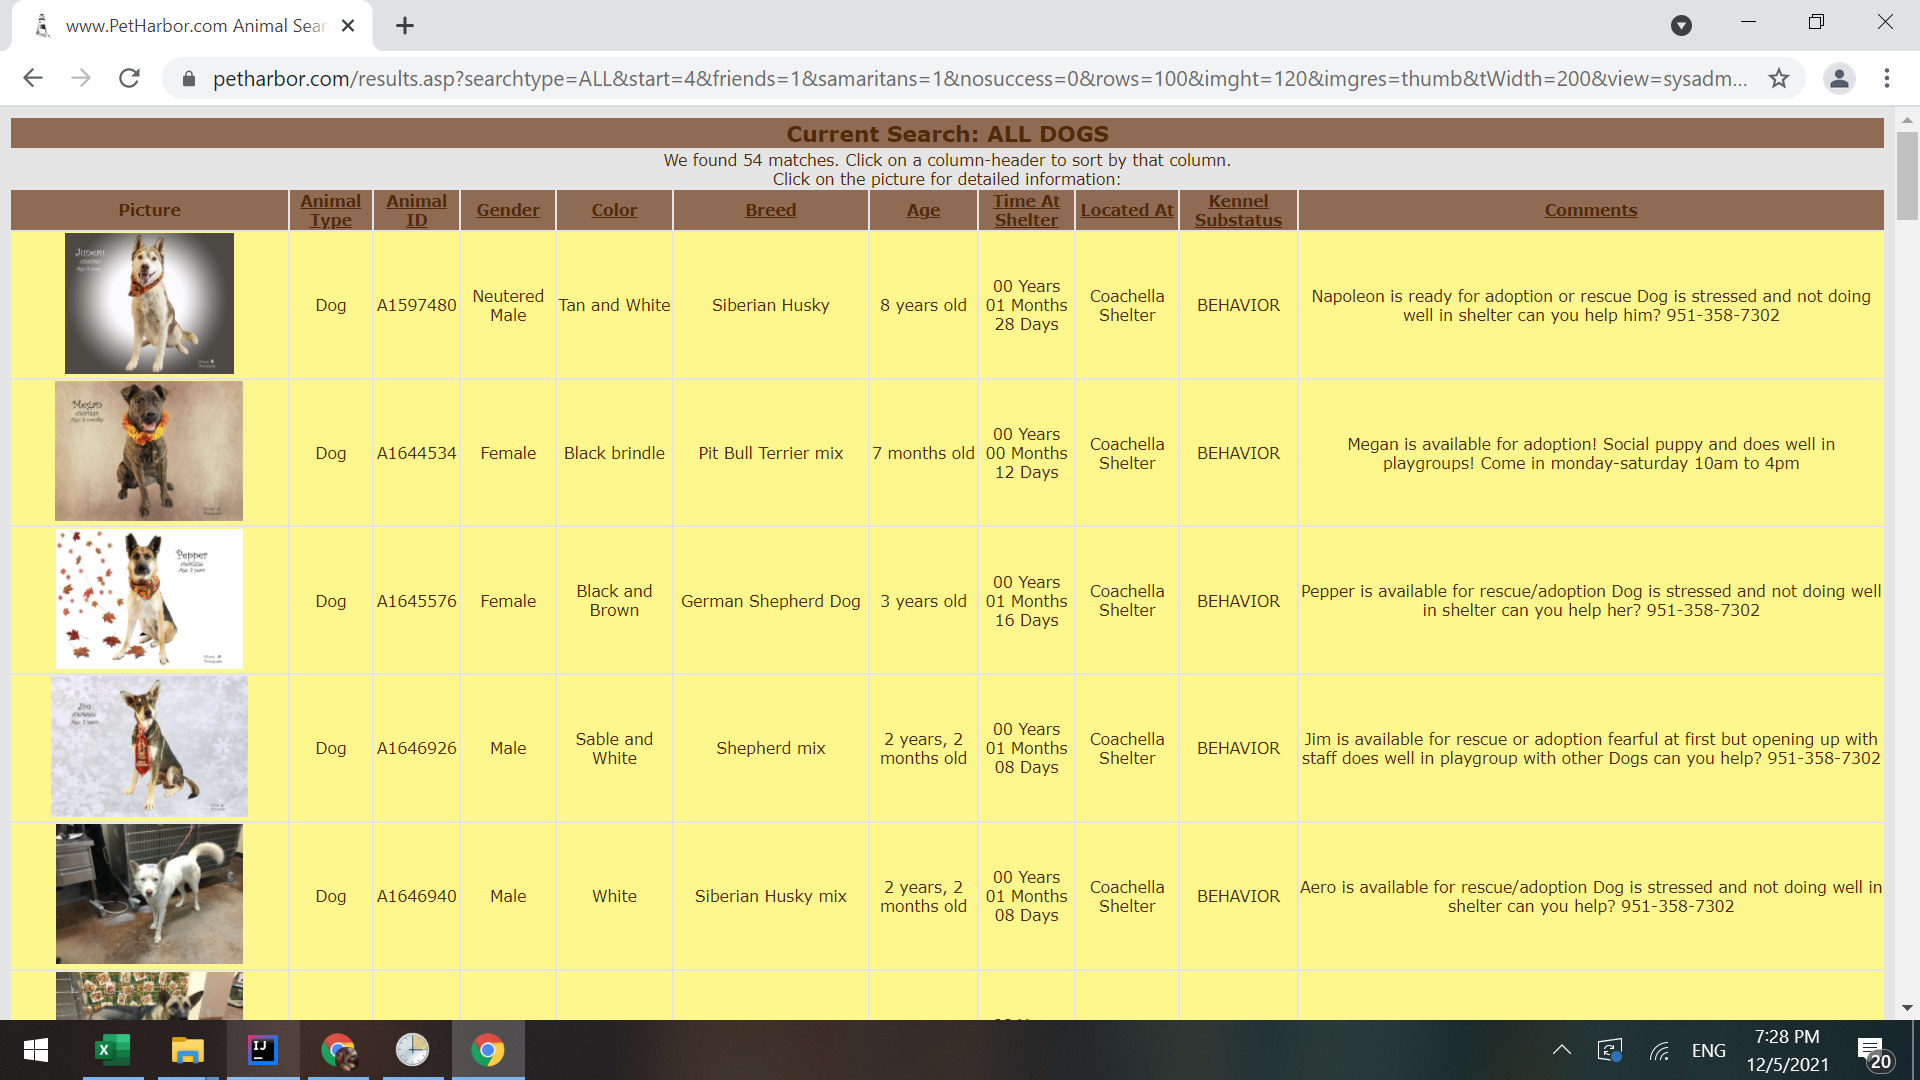 www.PetHarbor.com Animal Sear
petharbor.com/results.asp?searchtype=ALL&start=4&friends=1&samaritans=1&nosuccess=0&rows=100&imght=120&imgres=thumb&tWidth=200&view=sysadm...
Current Search: ALL DOGS
We found 54 matches. Click on a column-header to sort by that column.
Click on the picture for detailed information:
Picture
Animal
Type
Animal
ID
Gender
Color
Breed
Age
Time At
Shelter
Located At
Kennel
Substatus
Comments
Juneau
Dog
A1597480
Neutered
Male
Tan and White
Siberian Husky
8 years old
00 Years
01 Months
28 Days
Coachella
Shelter
BEHAVIOR
Napoleon is ready for adoption or rescue Dog is stressed and not doing
well in shelter can you help him? 951-358-7302
Megan
Dog
A1644534
Female
Black brindle
Pit Bull Terrier mix
7 months old
00 Years
00 Months
12 Days
Coachella
Shelter
BEHAVIOR
Megan is available for adoption! Social puppy and does well in
playgroups! Come in monday-saturday 10am to 4pm
Pepper
Dog
A1645576
Female
Black and
Brown
German Shepherd Dog
3 years old
00 Years
01 Months
16 Days
Coachella
Shelter
BEHAVIOR
Pepper is available for rescue/adoption Dog is stressed and not doing well
in shelter can you help her? 951-358-7302
Jim
Dog
A1646926
Male
Sable and
White
Shepherd mix
2 years, 2
months old
00 Years
01 Months
08 Days
Coachella
Shelter
BEHAVIOR
Jim is available for rescue or adoption fearful at first but opening up with
staff does well in playgroup with other Dogs can you help? 951-358-7302
Dog
A1646940
Male
White
Siberian Husky mix
2 years, 2
months old
00 Years
01 Months
08 Days
Coachella
Shelter
BEHAVIOR
Aero is available for rescue/adoption Dog is stressed and not doing well in
shelter can you help? 951-358-7302
IJ
ENG
7:28 PM
12/5/2021
20